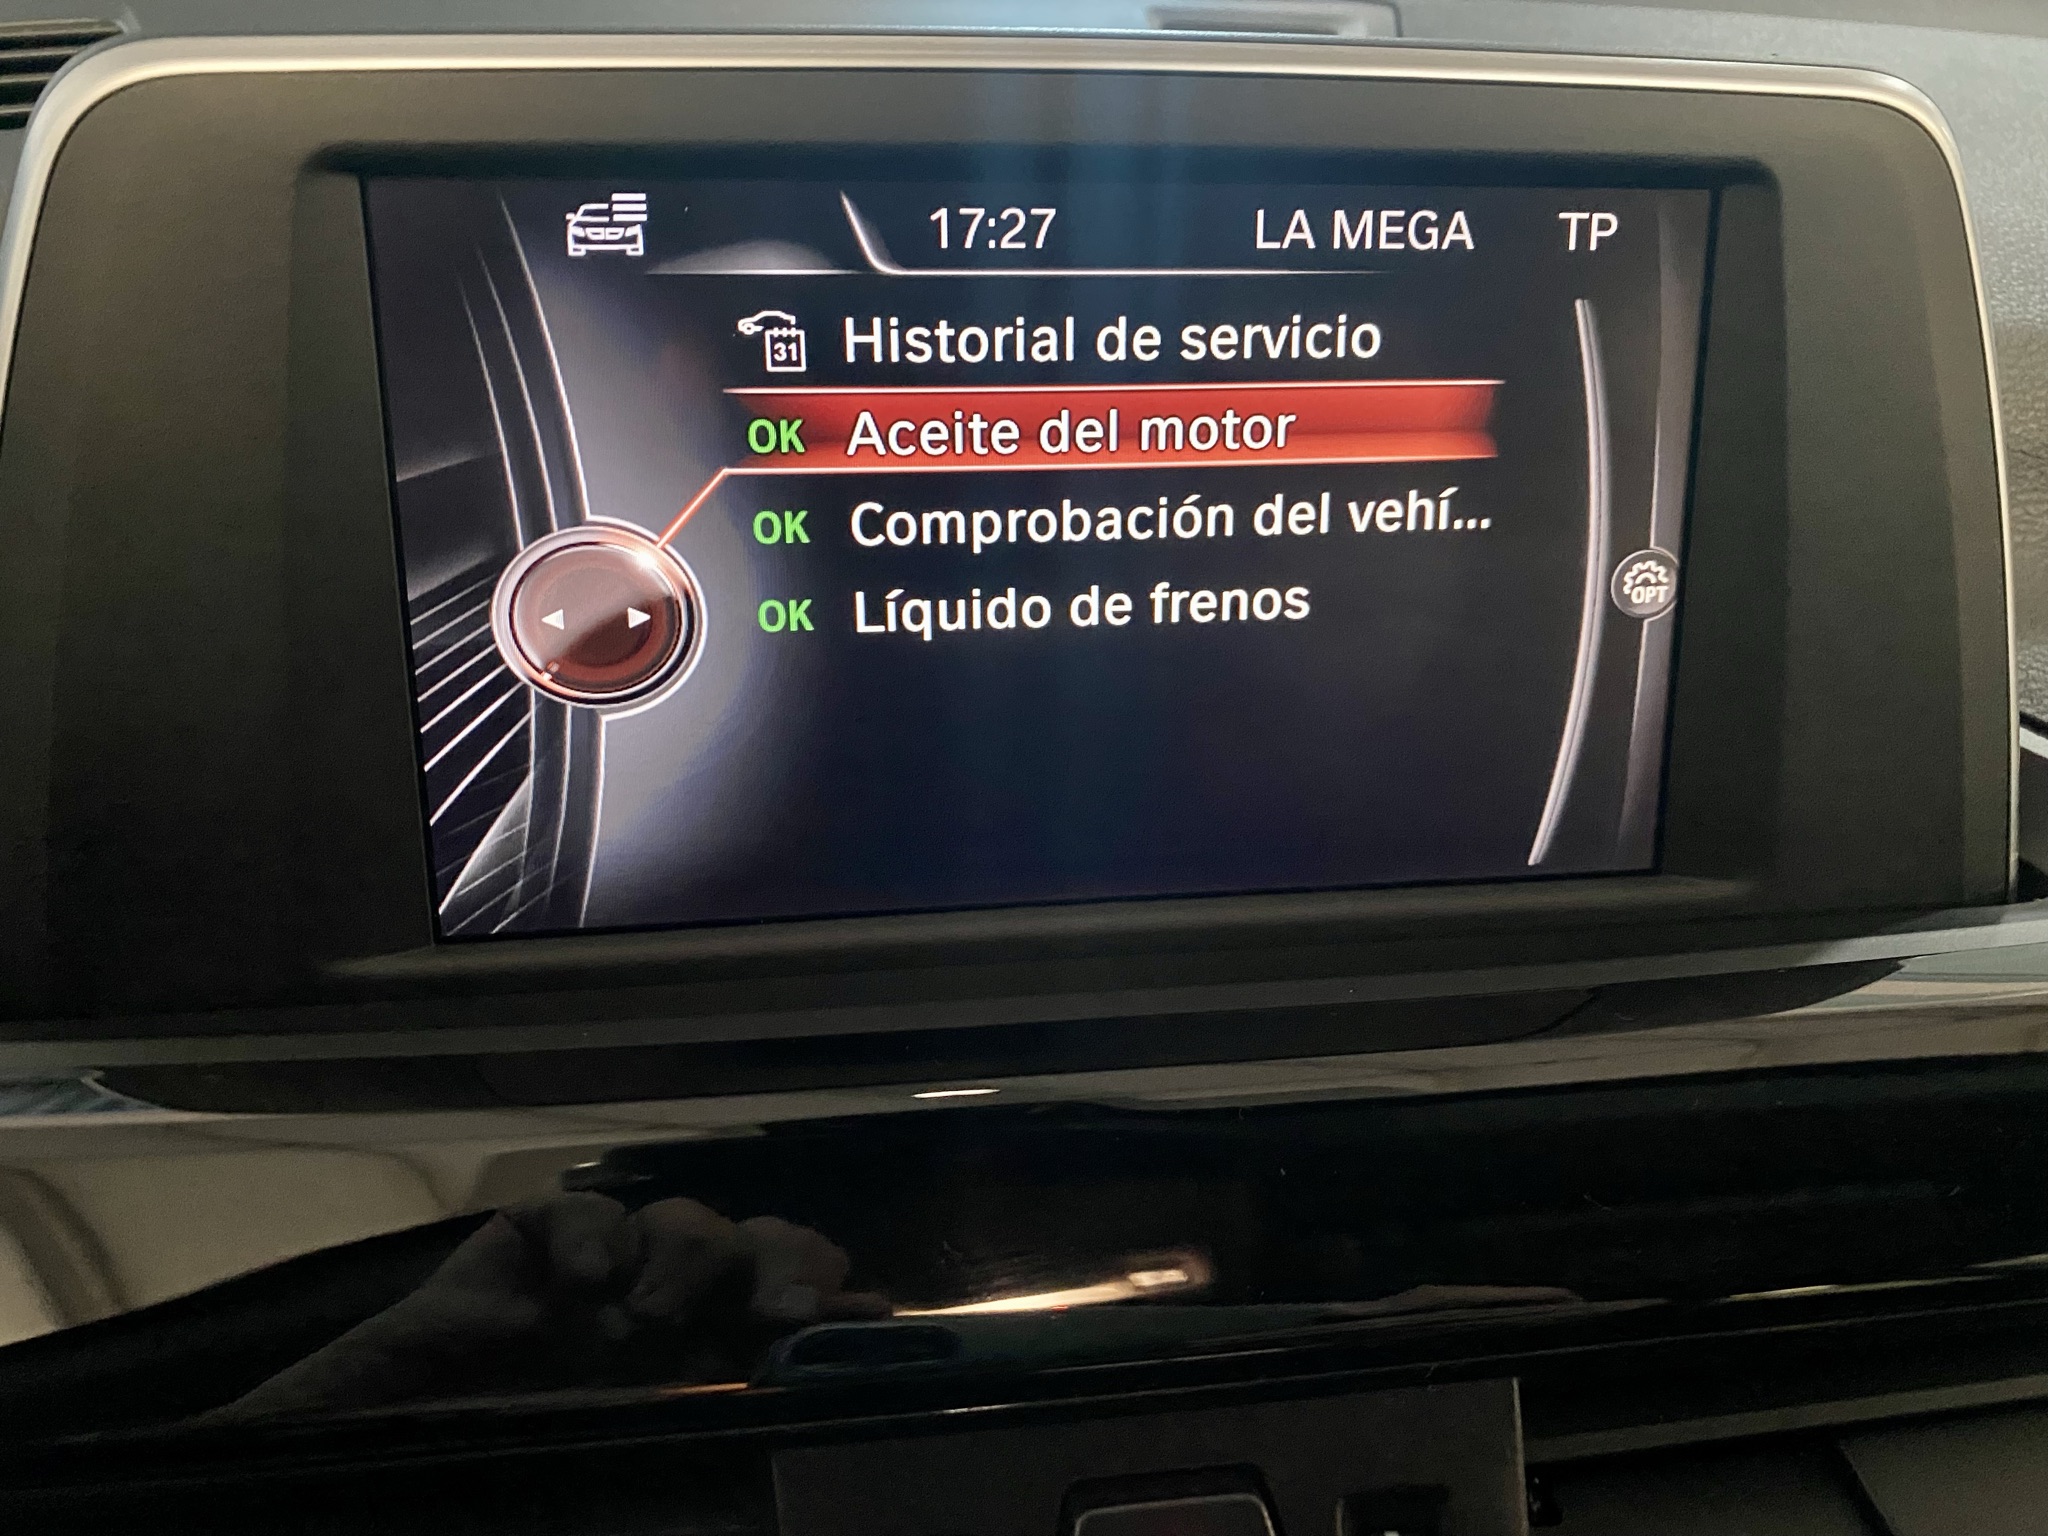 17:27 LA MEGA TP
31 Historial de servicio
OK Aceite del motor
OK Comprobación del vehí...
OK Líquido de frenos
OPT